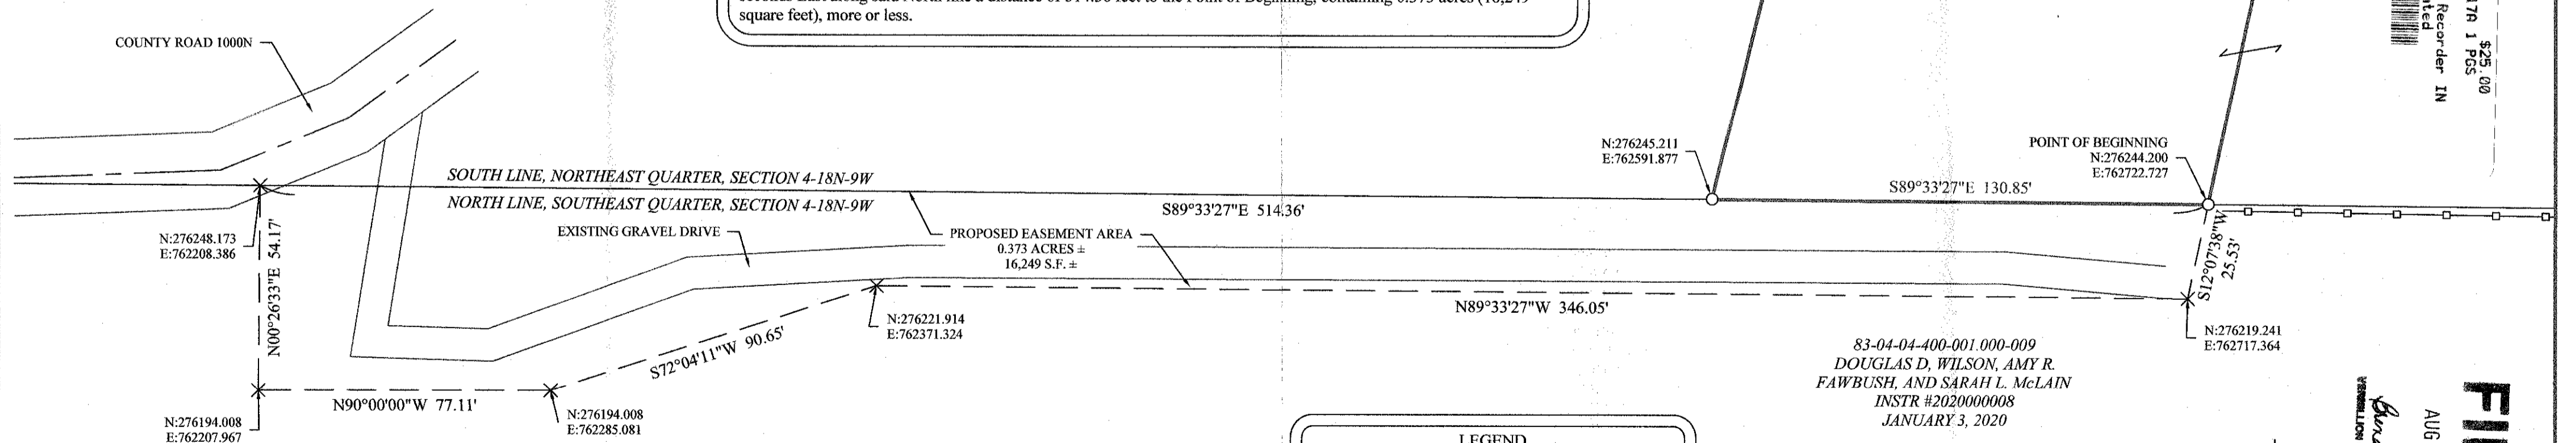 square feet), more or less.
COUNTY ROAD 1000N
SOUTH LINE, NORTHEAST QUARTER, SECTION 4-18N-9W
NORTH LINE, SOUTHEAST QUARTER, SECTION 4-18N-9W
N:276248.173
E:762208.386
N00°26'33"E 54.17'
EXISTING GRAVEL DRIVE
PROPOSED EASEMENT AREA
0.373 ACRES ±
16,249 S.F. ±
S89°33'27"E 514.36'
N:276245.211
E:762591.877
S89°33'27"E 130.85'
POINT OF BEGINNING
N:276244.200
E:762722.727
S12°07'38"W
25.53'
N:276219.241
E:762717.364
N89°33'27"W 346.05'
N:276221.914
E:762371.324
S72°04'11"W 90.65'
N90°00'00"W 77.11'
N:276194.008
E:762207.967
N:276194.008
E:762285.081
83-04-04-400-001.000-009
DOUGLAS D, WILSON, AMY R.
FAWBUSH, AND SARAH L. McLAIN
INSTR #2020000008
JANUARY 3, 2020
LEGEND
$25.00
17A 1 PGS
Recorder IN
AUG